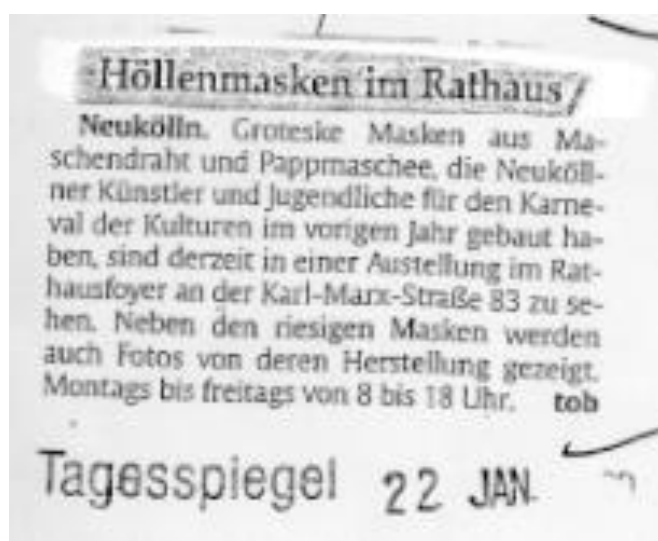 Höllenmasken im Rathaus
Neukölln. Groteske Masken aus Ma-
schendraht und Pappmaschee, die Neuköll-
ner Künstler und Jugendliche für den Karne-
val der Kulturen im vorigen Jahr gebaut ha-
ben, sind derzeit in einer Austellung im Rat-
hausfoyer an der Karl-Marx-Straße 83 zu se-
hen. Neben den riesigen Masken werden
auch Fotos von deren Herstellung gezeigt.
Montags bis freitags von 8 bis 18 Uhr. tob
Tagesspiegel 22 JAN.